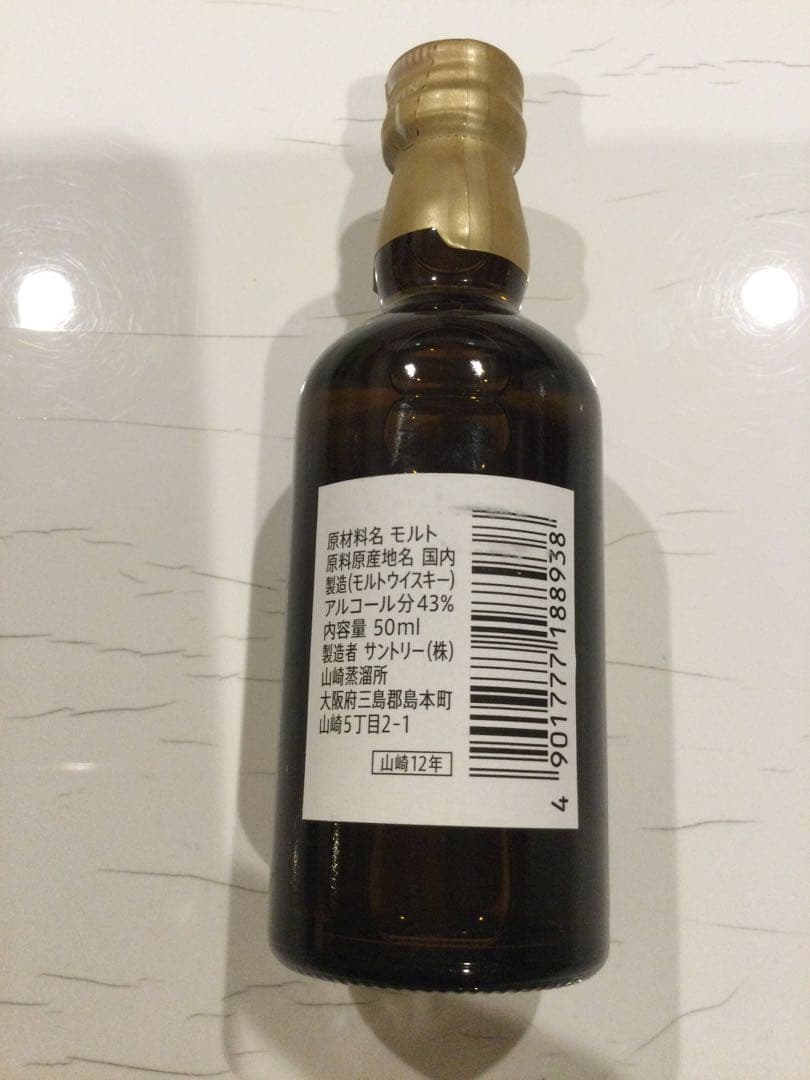 原材料名 モルト
原料原産地名 国内
製造(モルトウイスキー)
アルコール分43%
内容量 50ml
製造者 サントリー(株)
山崎蒸溜所
大阪府三島郡島本町
山崎5丁目2-1
山崎12年
4 901777 188938